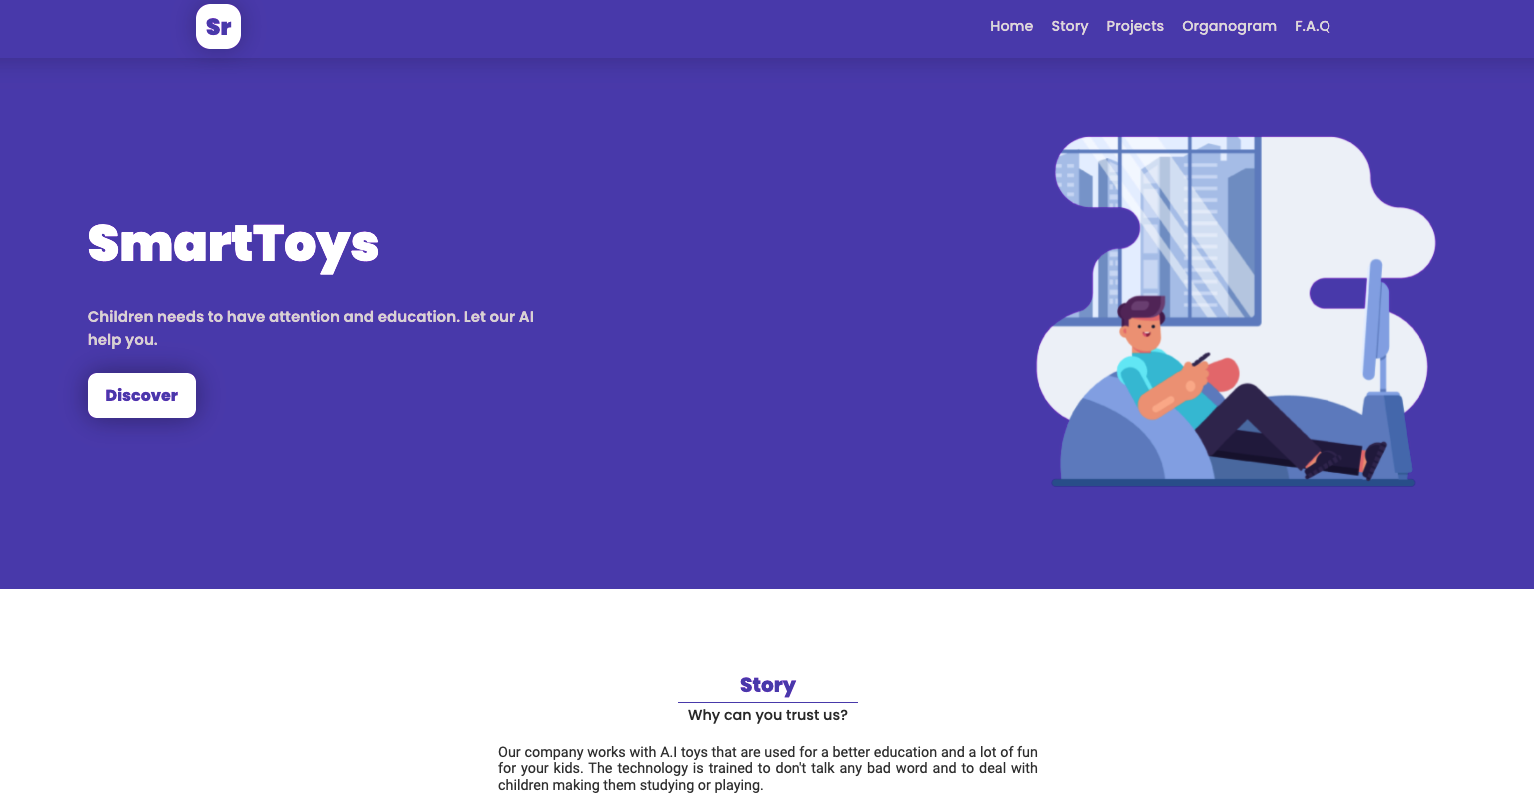 Sr
Home Story Projects Organogram F.A.Q
SmartToys
Children needs to have attention and education. Let our AI
help you.
Discover
Story
Why can you trust us?
Our company works with A.I toys that are used for a better education and a lot of fun
for your kids. The technology is trained to don't talk any bad word and to deal with
children making them studying or playing.